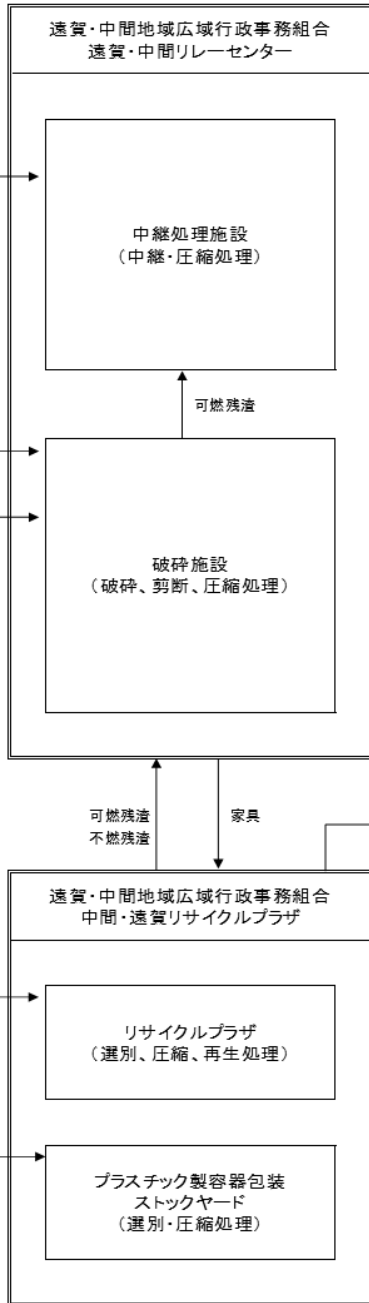 遠賀・中間地域広域行政事務組合
遠賀・中間リレーセンター
中継処理施設
（中継・圧縮処理）
可燃残渣
破砕施設
（破砕、剪断、圧縮処理）
可燃残渣
不燃残渣
家具
遠賀・中間地域広域行政事務組合
中間・遠賀リサイクルプラザ
リサイクルプラザ
（選別、圧縮、再生処理）
プラスチック製容器包装
ストックヤード
（選別・圧縮処理）